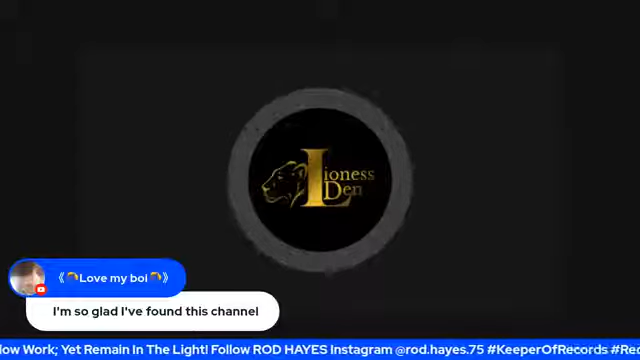 Lioness
Den
《🪃Love my boi🪃》
I'm so glad I've found this channel
low Work; Yet Remain In The Light! Follow ROD HAYES Instagram @rod.hayes.75 #KeeperOfRecords #Rec